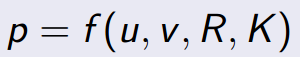 p = f(u, v, R, K)